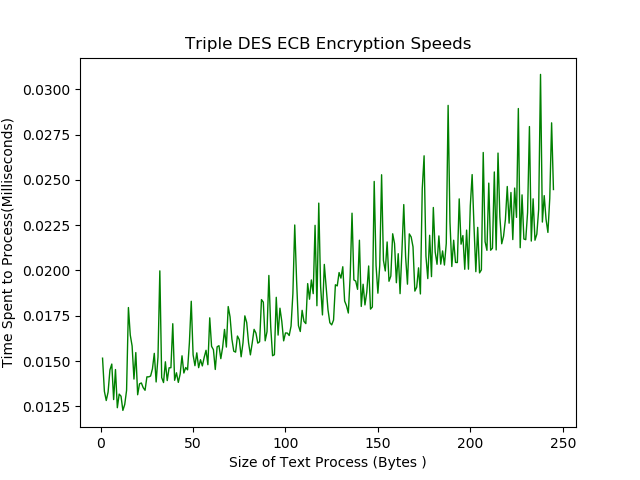 Triple DES ECB Encryption Speeds
Time Spent to Process(Milliseconds)
0.0300
0.0275
0.0250
0.0225
0.0200
0.0175
0.0150
0.0125
0 50 100 150 200 250
Size of Text Process (Bytes )